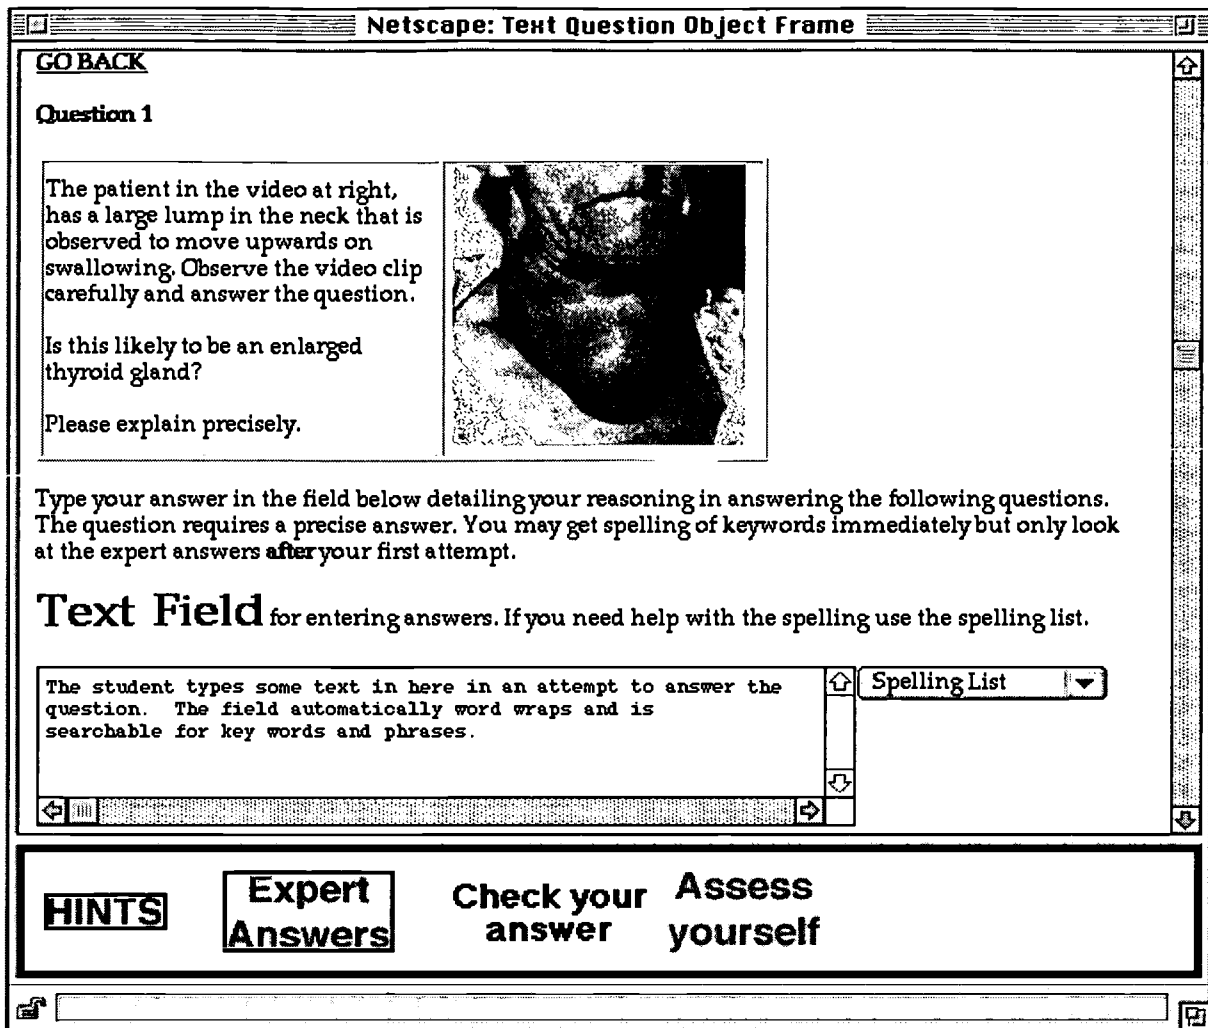 Netscape: Text Question Object Frame
GO BACK
Question 1
The patient in the video at right,
has a large lump in the neck that is
observed to move upwards on
swallowing. Observe the video clip
carefully and answer the question.
Is this likely to be an enlarged
thyroid gland?
Please explain precisely.
Type your answer in the field below detailing your reasoning in answering the following questions.
The question requires a precise answer. You may get spelling of keywords immediately but only look
at the expert answers after your first attempt.
Text Field for entering answers. If you need help with the spelling use the spelling list.
The student types some text in here in an attempt to answer the
question. The field automatically word wraps and is
searchable for key words and phrases.
Spelling List
HINTS
Expert
Answers
Check your
answer
Assess
yourself